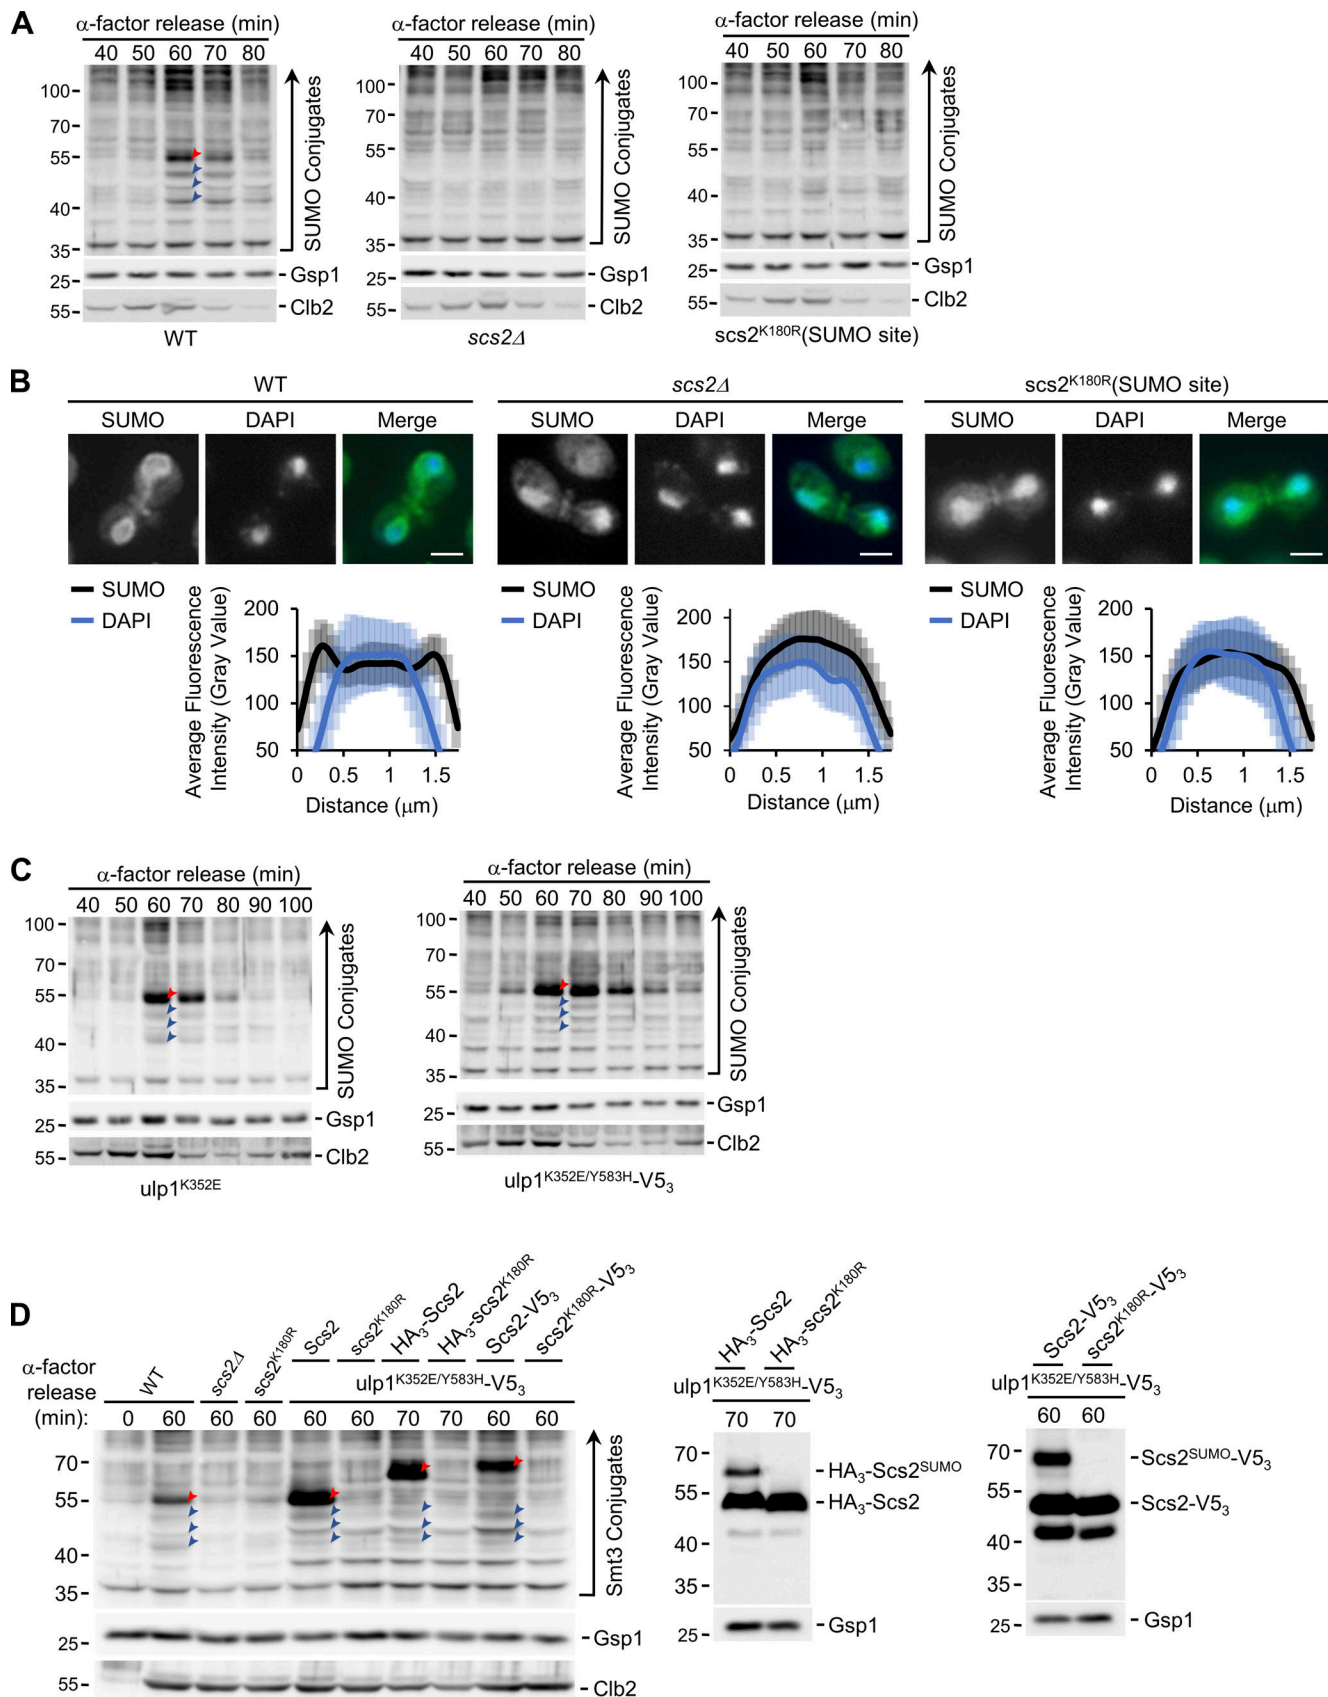 A
α-factor release (min)
40 50 60 70 80
100
70
55
40
35
25
55
SUMO Conjugates
Gsp1
Clb2
WT
α-factor release (min)
40 50 60 70 80
100
70
55
40
35
25
55
SUMO Conjugates
Gsp1
Clb2
scs2Δ
α-factor release (min)
40 50 60 70 80
100
70
55
40
35
25
55
SUMO Conjugates
Gsp1
Clb2
scs2K180R(SUMO site)
B
WT
SUMO DAPI Merge
scs2Δ
SUMO DAPI Merge
scs2K180R(SUMO site)
SUMO DAPI Merge
SUMO
DAPI
Average Fluorescence
Intensity (Gray Value)
200
150
100
50
0 0.5 1 1.5
Distance (μm)
SUMO
DAPI
Average Fluorescence
Intensity (Gray Value)
200
150
100
50
0 0.5 1 1.5
Distance (μm)
SUMO
DAPI
Average Fluorescence
Intensity (Gray Value)
200
150
100
50
0 0.5 1 1.5
Distance (μm)
C
α-factor release (min)
40 50 60 70 80 90 100
100
70
55
40
35
25
55
SUMO Conjugates
Gsp1
Clb2
ulp1K352E
α-factor release (min)
40 50 60 70 80 90 100
100
70
55
40
35
25
55
SUMO Conjugates
Gsp1
Clb2
ulp1K352E/Y583H-V53
D
α-factor
release
(min):
WT
scs2Δ
scs2K180R
Scs2
scs2K180R
HA3-Scs2
HA3-scs2K180R
Scs2-V53
scs2K180R-V53
ulp1K352E/Y583H-V53
0 60 60 60 60 60 70 70 60 60
70
55
40
35
25
55
Smt3 Conjugates
Gsp1
Clb2
HA3-Scs2
HA3-scs2K180R
ulp1K352E/Y583H-V53
70 70
70
55
40
35
25
HA3-Scs2SUMO
HA3-Scs2
Gsp1
Scs2-V53
scs2K180R-V53
ulp1K352E/Y583H-V53
60 60
70
55
40
35
25
Scs2SUMO-V53
Scs2-V53
Gsp1